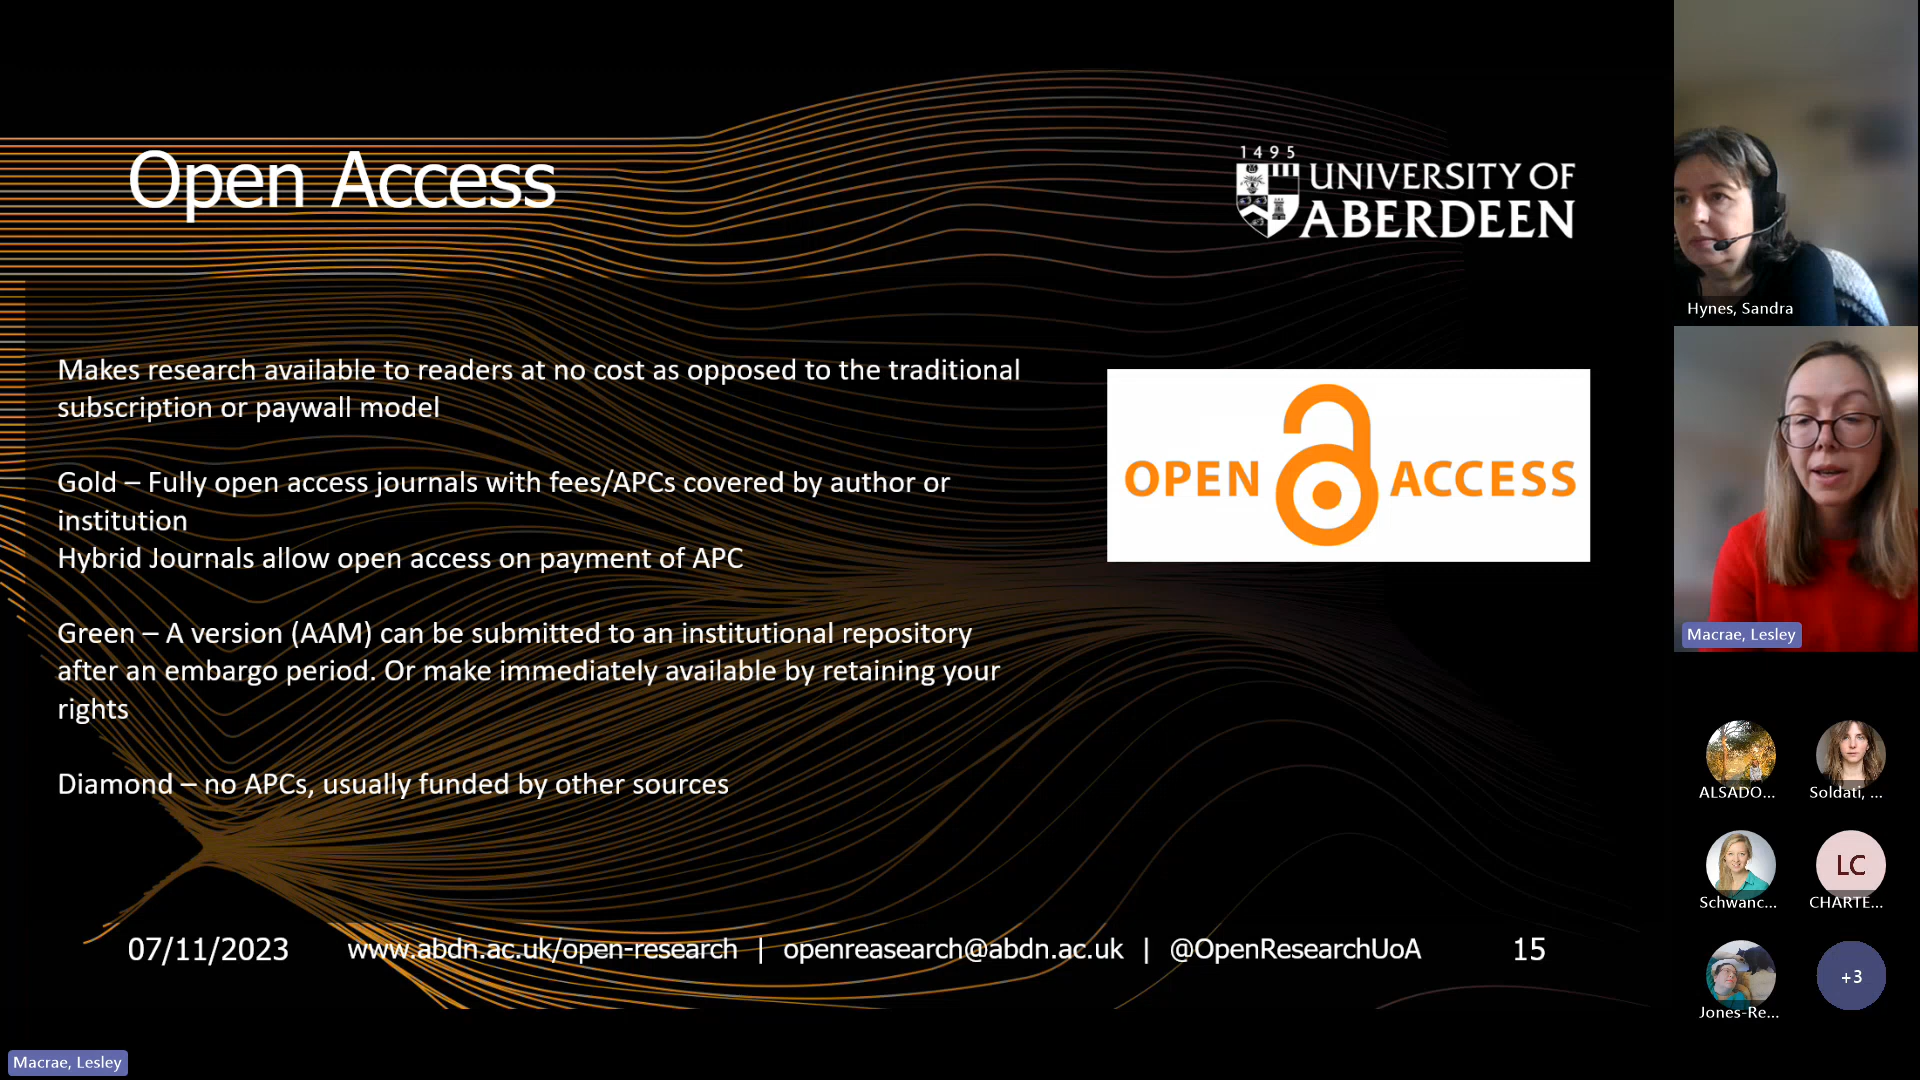 Open Access
1495
UNIVERSITY OF
ABERDEEN
Makes research available to readers at no cost as opposed to the traditional
subscription or paywall model
Gold – Fully open access journals with fees/APCs covered by author or
institution
Hybrid Journals allow open access on payment of APC
Green – A version (AAM) can be submitted to an institutional repository
after an embargo period. Or make immediately available by retaining your
rights
Diamond – no APCs, usually funded by other sources
OPEN ACCESS
07/11/2023 www.abdn.ac.uk/open-research | openreasearch@abdn.ac.uk | @OpenResearchUoA 15
Hynes, Sandra
Macrae, Lesley
ALSADO... Soldati, ...
LC
Schwanc... CHARTE...
+3
Jones-Re...
Macrae, Lesley